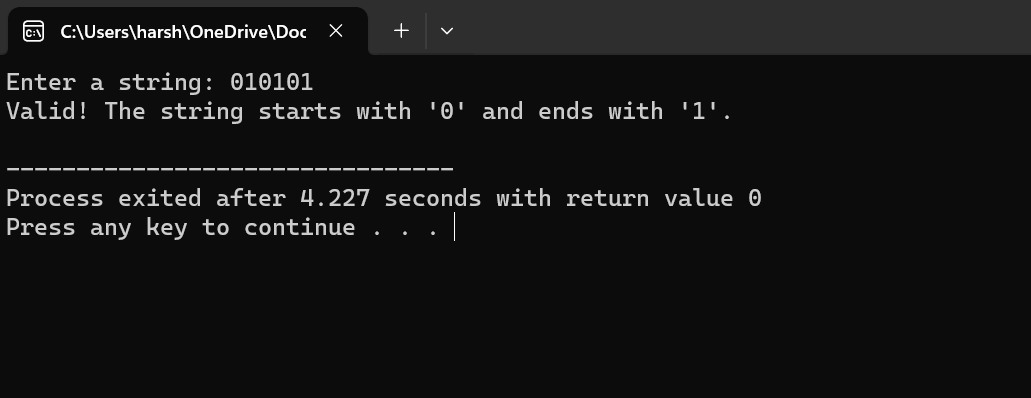 C:\Users\harsh\OneDrive\Doc
Enter a string: 010101
Valid! The string starts with '0' and ends with '1'.
--------------------------------
Process exited after 4.227 seconds with return value 0
Press any key to continue . . .